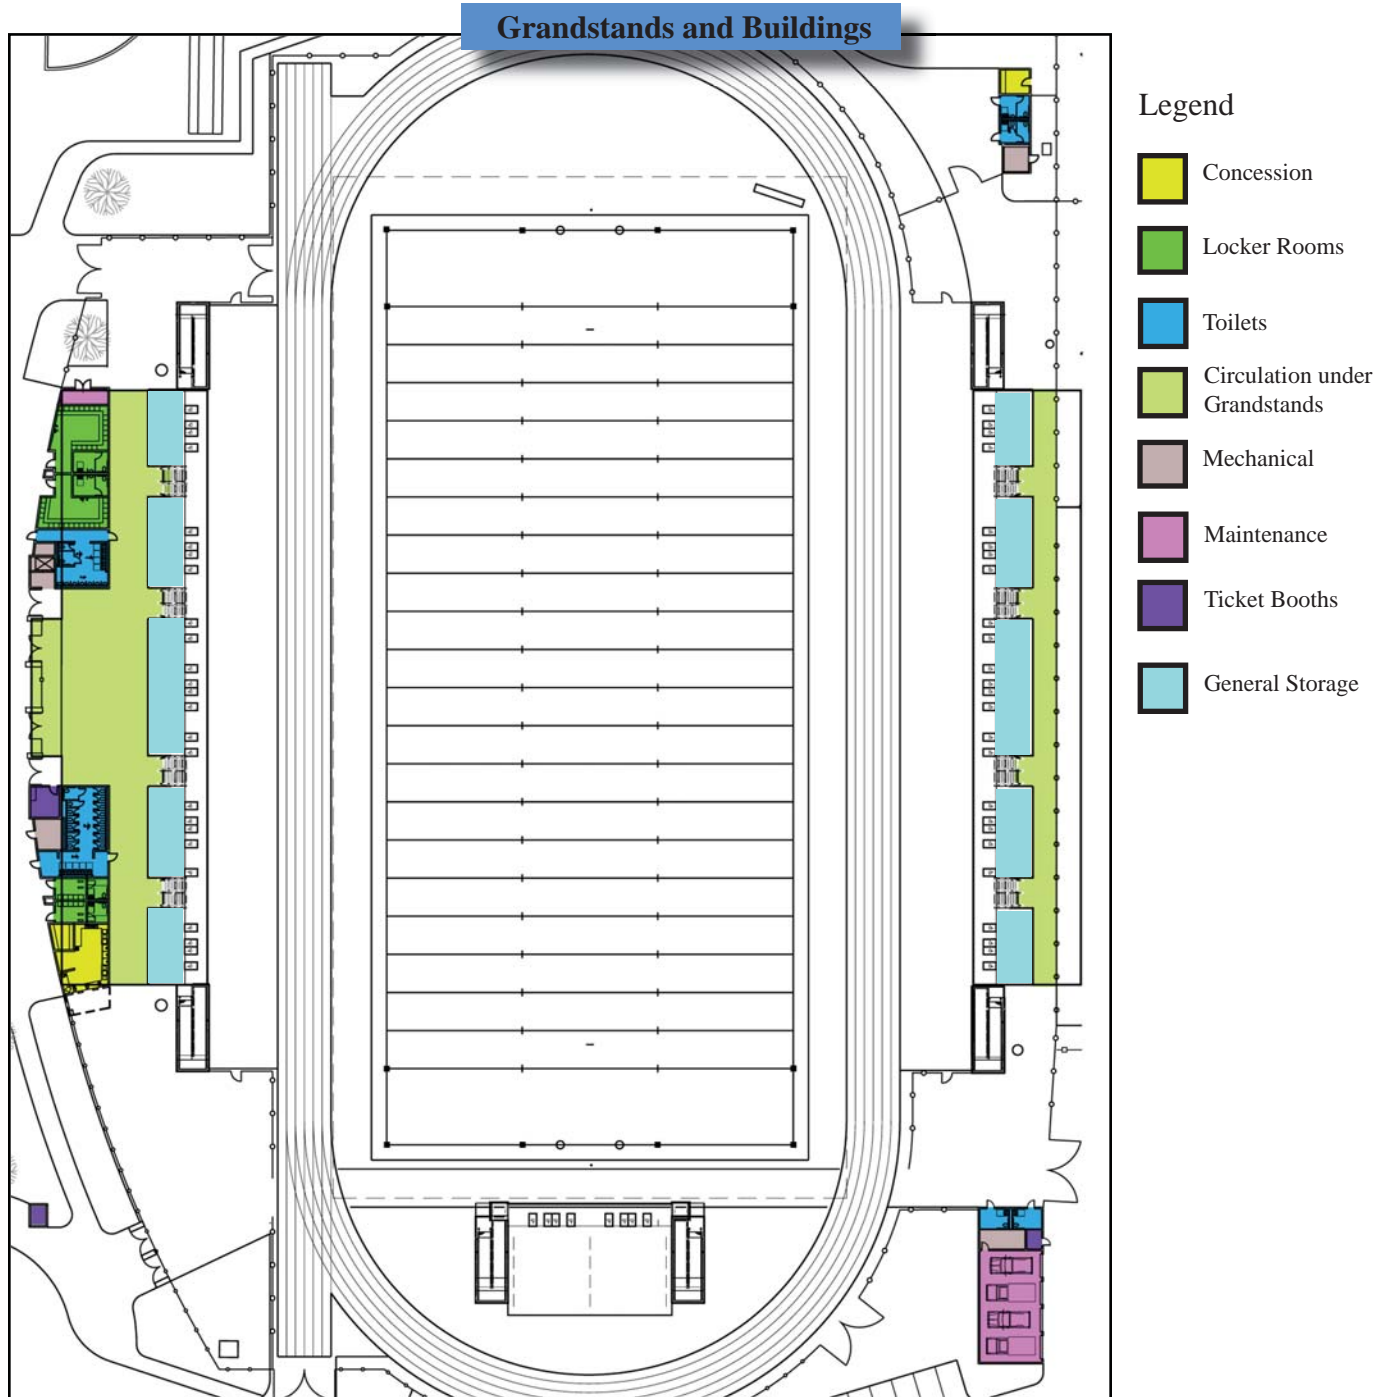 Grandstands and Buildings
Legend
Concession
Locker Rooms
Toilets
Circulation under
Grandstands
Mechanical
Maintenance
Ticket Booths
General Storage